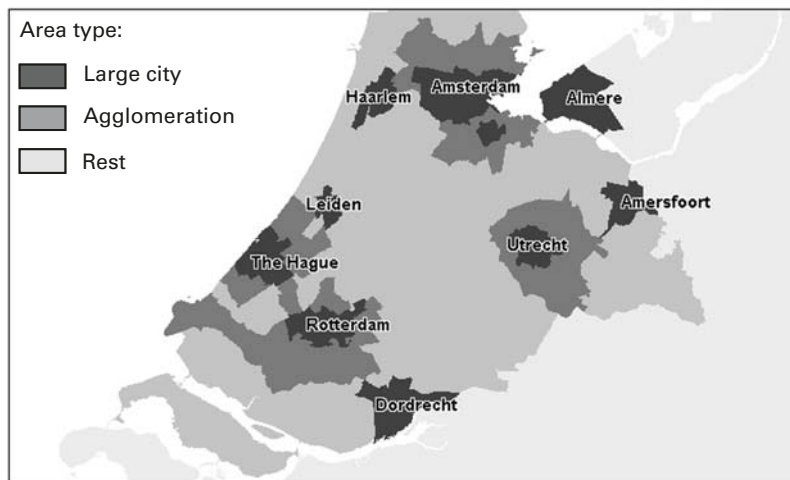 Area type:
Large city
Agglomeration
Rest
Haarlem
Amsterdam
Almere
Leiden
Amersfoort
Utrecht
The Hague
Rotterdam
Dordrecht